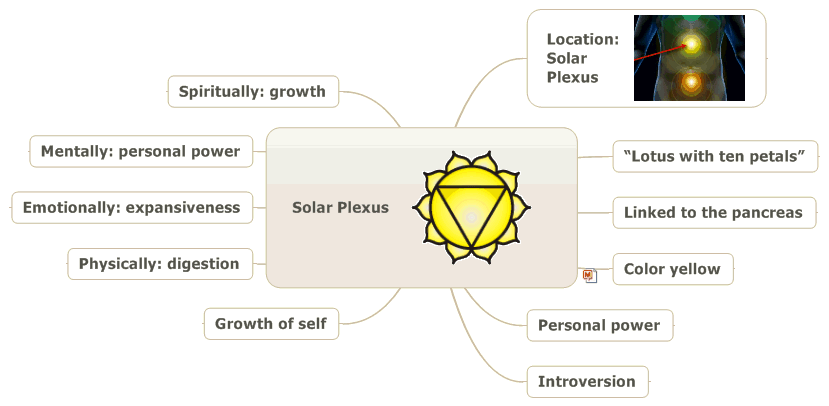 Location:
Solar
Plexus
Spiritually: growth
Mentally: personal power
“Lotus with ten petals”
Emotionally: expansiveness
Solar Plexus
Linked to the pancreas
Physically: digestion
Color yellow
Growth of self
Personal power
Introversion